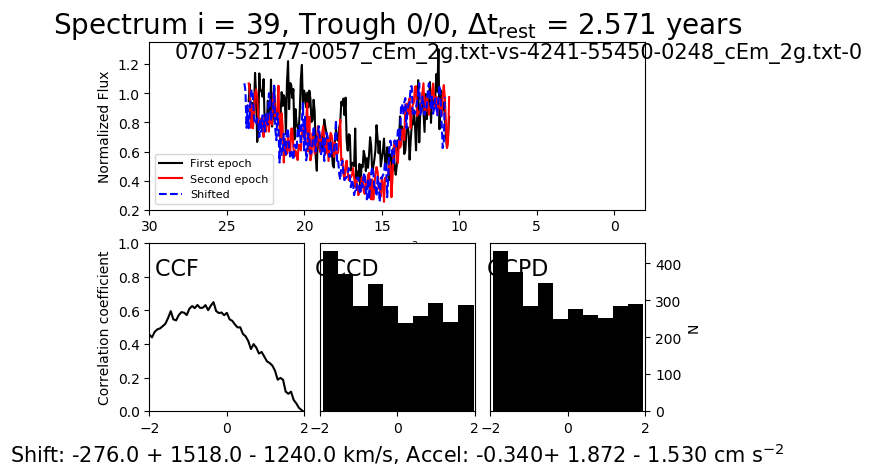 Spectrum i = 39, Trough 0/0, Δt_rest = 2.571 years
0707-52177-0057_cEm_2g.txt-vs-4241-55450-0248_cEm_2g.txt-0
Normalized Flux
1.2
1.0
0.8
0.6
0.4
0.2
First epoch
Second epoch
Shifted
30 25 20 15 10 5 0
Correlation coefficient
1.0
0.8
0.6
0.4
0.2
0.0
CCF
−2 0 2
CCCD
−2 0 2
CCPD
−2 0 2
400
300
200
100
0
N
Shift: -276.0 + 1518.0 - 1240.0 km/s, Accel: -0.340+ 1.872 - 1.530 cm s⁻²